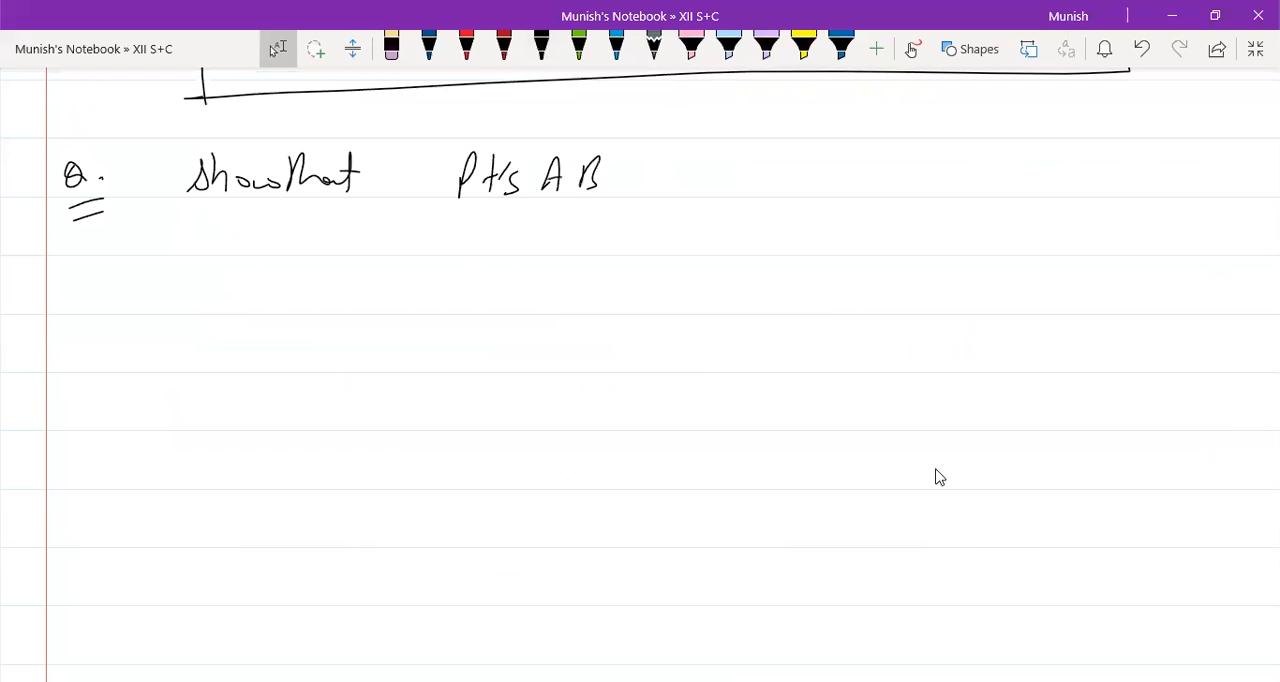 Munish's Notebook » XII S+C
Munish
Munish's Notebook » XII S+C
Shapes
Q. Show that Pt's A B